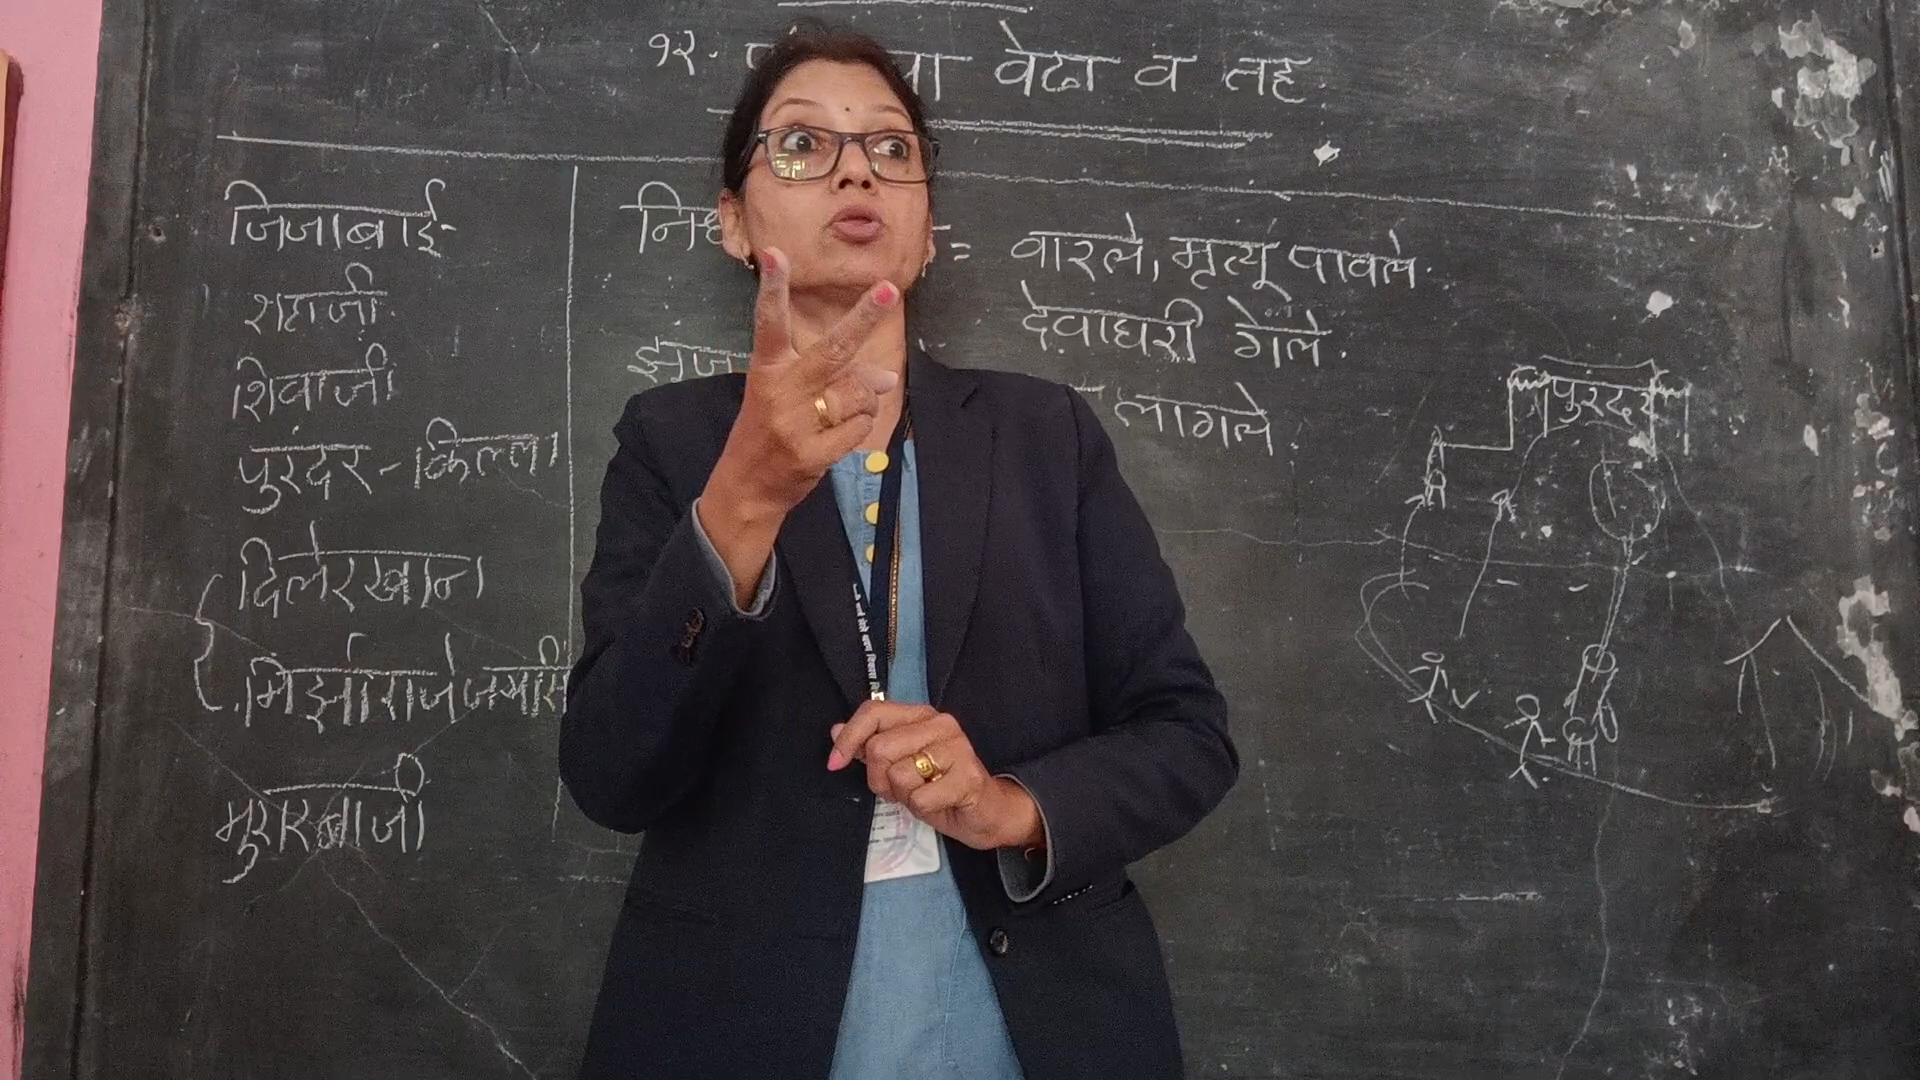 १२. वेढा व तह.
जिजाबाई-
शहाजी.
शिवाजी
पुरंदर - किल्ला
दिलेरखान
मिर्झाराजे
मुरारबाजी
= वारले, मृत्यू पावले.
देवाघरी गेले.
लागले.
पुरंदर